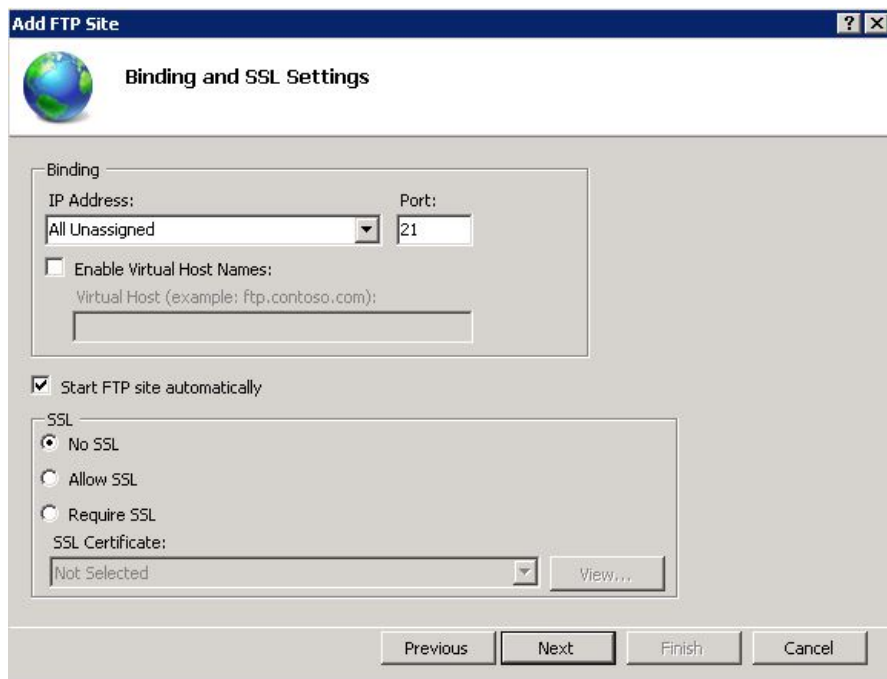 Add FTP Site
Binding and SSL Settings
Binding
IP Address: Port:
All Unassigned 21
Enable Virtual Host Names:
Virtual Host (example: ftp.contoso.com):
Start FTP site automatically
SSL
No SSL
Allow SSL
Require SSL
SSL Certificate:
Not Selected View...
Previous Next Finish Cancel